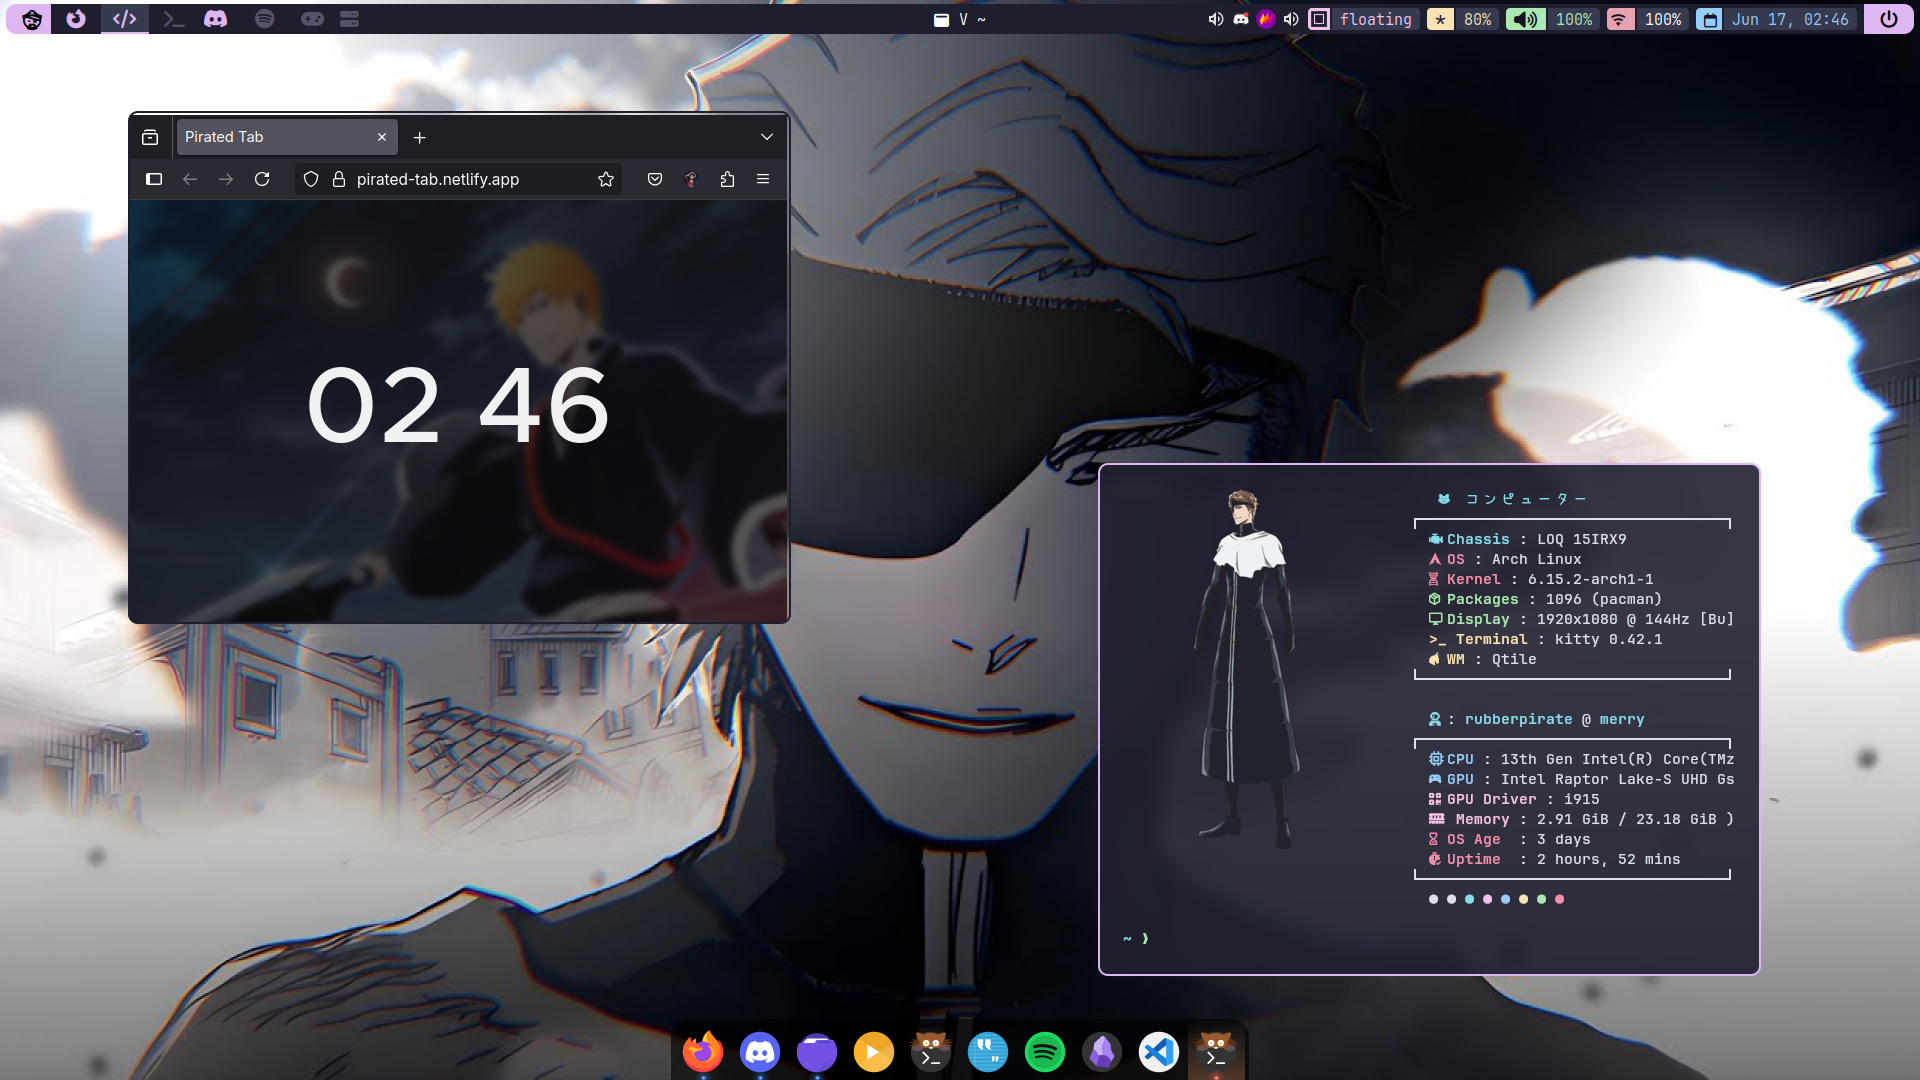 V ~
floating
80%
100%
100%
Jun 17, 02:46
Pirated Tab
pirated-tab.netlify.app
02 46
コンピューター
Chassis : LOQ 15IRX9
OS : Arch Linux
Kernel : 6.15.2-arch1-1
Packages : 1096 (pacman)
Display : 1920x1080 @ 144Hz [Bu]
>_ Terminal : kitty 0.42.1
WM : Qtile
: rubberpirate @ merry
CPU : 13th Gen Intel(R) Core(TMz
GPU : Intel Raptor Lake-S UHD Gs
GPU Driver : i915
Memory : 2.91 GiB / 23.18 GiB )
OS Age : 3 days
Uptime : 2 hours, 52 mins
~ ❯